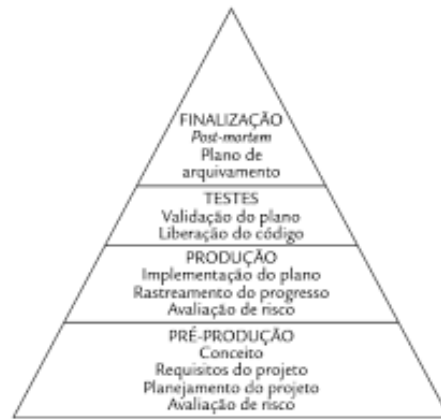 FINALIZAÇÃO
Post-mortem
Plano de
arquivamento
TESTES
Validação do plano
Liberação do código
PRODUÇÃO
Implementação do plano
Rastreamento do progresso
Avaliação de risco
PRÉ-PRODUÇÃO
Conceito
Requisitos do projeto
Planejamento do projeto
Avaliação de risco